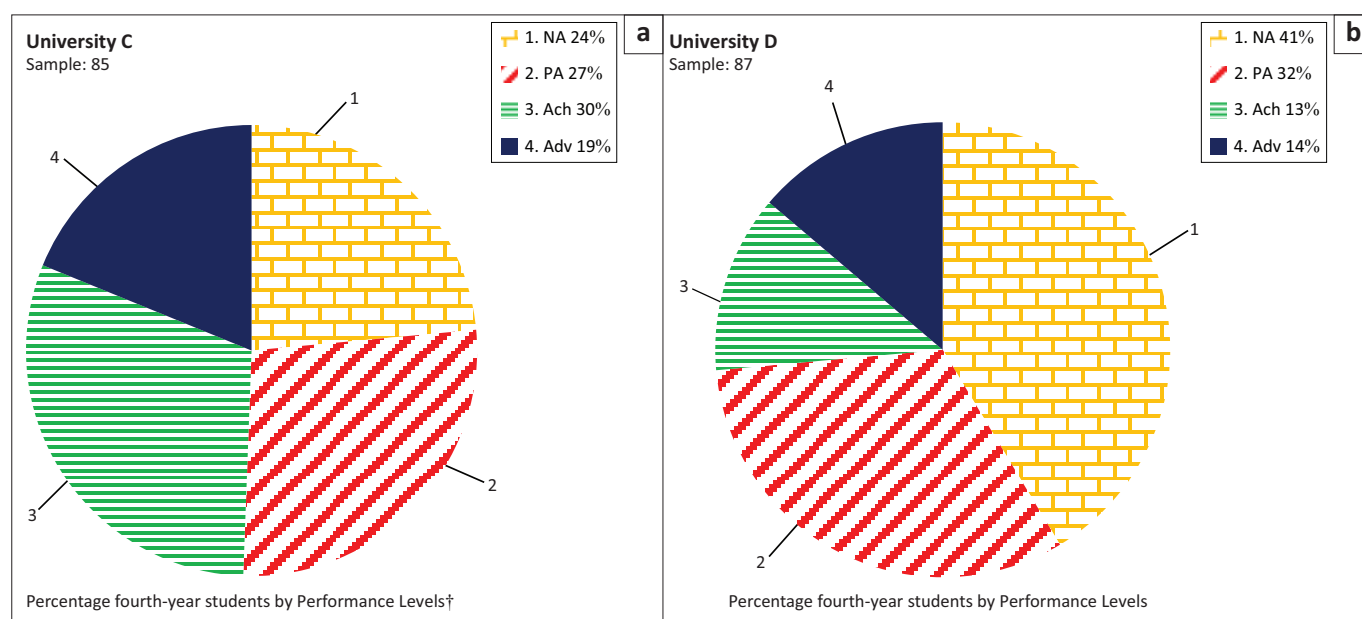 University C
Sample: 85
a
1. NA 24%
2. PA 27%
3. Ach 30%
4. Adv 19%
1
4
2
3
Percentage fourth-year students by Performance Levels†
University D
Sample: 87
b
1. NA 41%
2. PA 32%
3. Ach 13%
4. Adv 14%
4
1
3
2
Percentage fourth-year students by Performance Levels